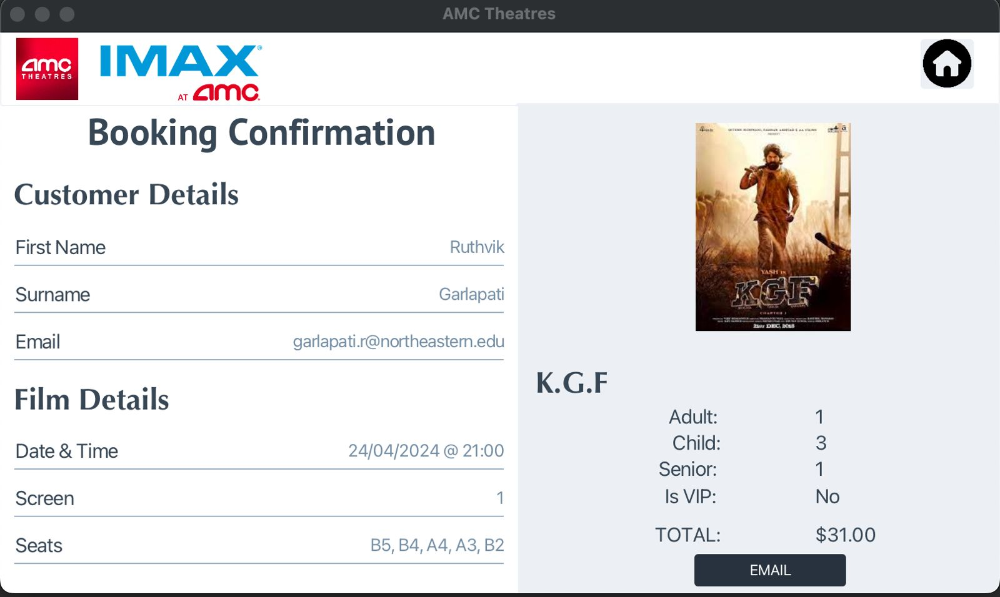 AMC Theatres
amc
THEATRES
IMAX®
AT amc
Booking Confirmation
Customer Details
First Name Ruthvik
Surname Garlapati
Email garlapati.r@northeastern.edu
Film Details
Date & Time 24/04/2024 @ 21:00
Screen 1
Seats B5, B4, A4, A3, B2
YASH IN
KGF
CHAPTER 1
21ST DEC, 2018
K.G.F
Adult: 1
Child: 3
Senior: 1
Is VIP: No
TOTAL: $31.00
EMAIL